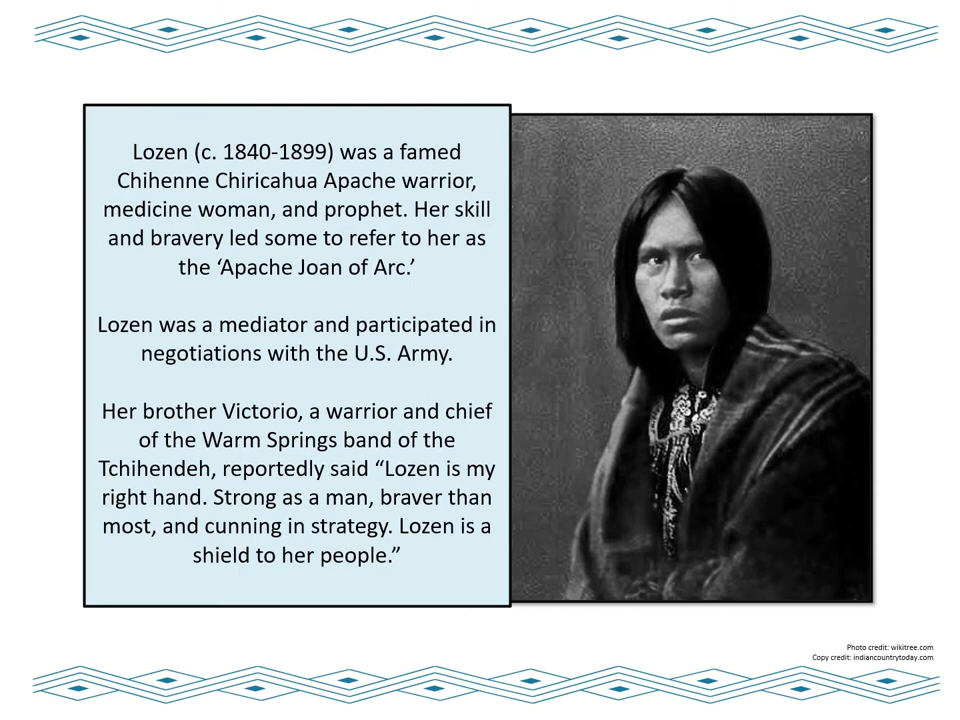 Lozen (c. 1840-1899) was a famed
Chihenne Chiricahua Apache warrior,
medicine woman, and prophet. Her skill
and bravery led some to refer to her as
the ‘Apache Joan of Arc.’
Lozen was a mediator and participated in
negotiations with the U.S. Army.
Her brother Victorio, a warrior and chief
of the Warm Springs band of the
Tchihendeh, reportedly said “Lozen is my
right hand. Strong as a man, braver than
most, and cunning in strategy. Lozen is a
shield to her people.”
Photo credit: wikitree.com
Copy credit: indiancountrytoday.com